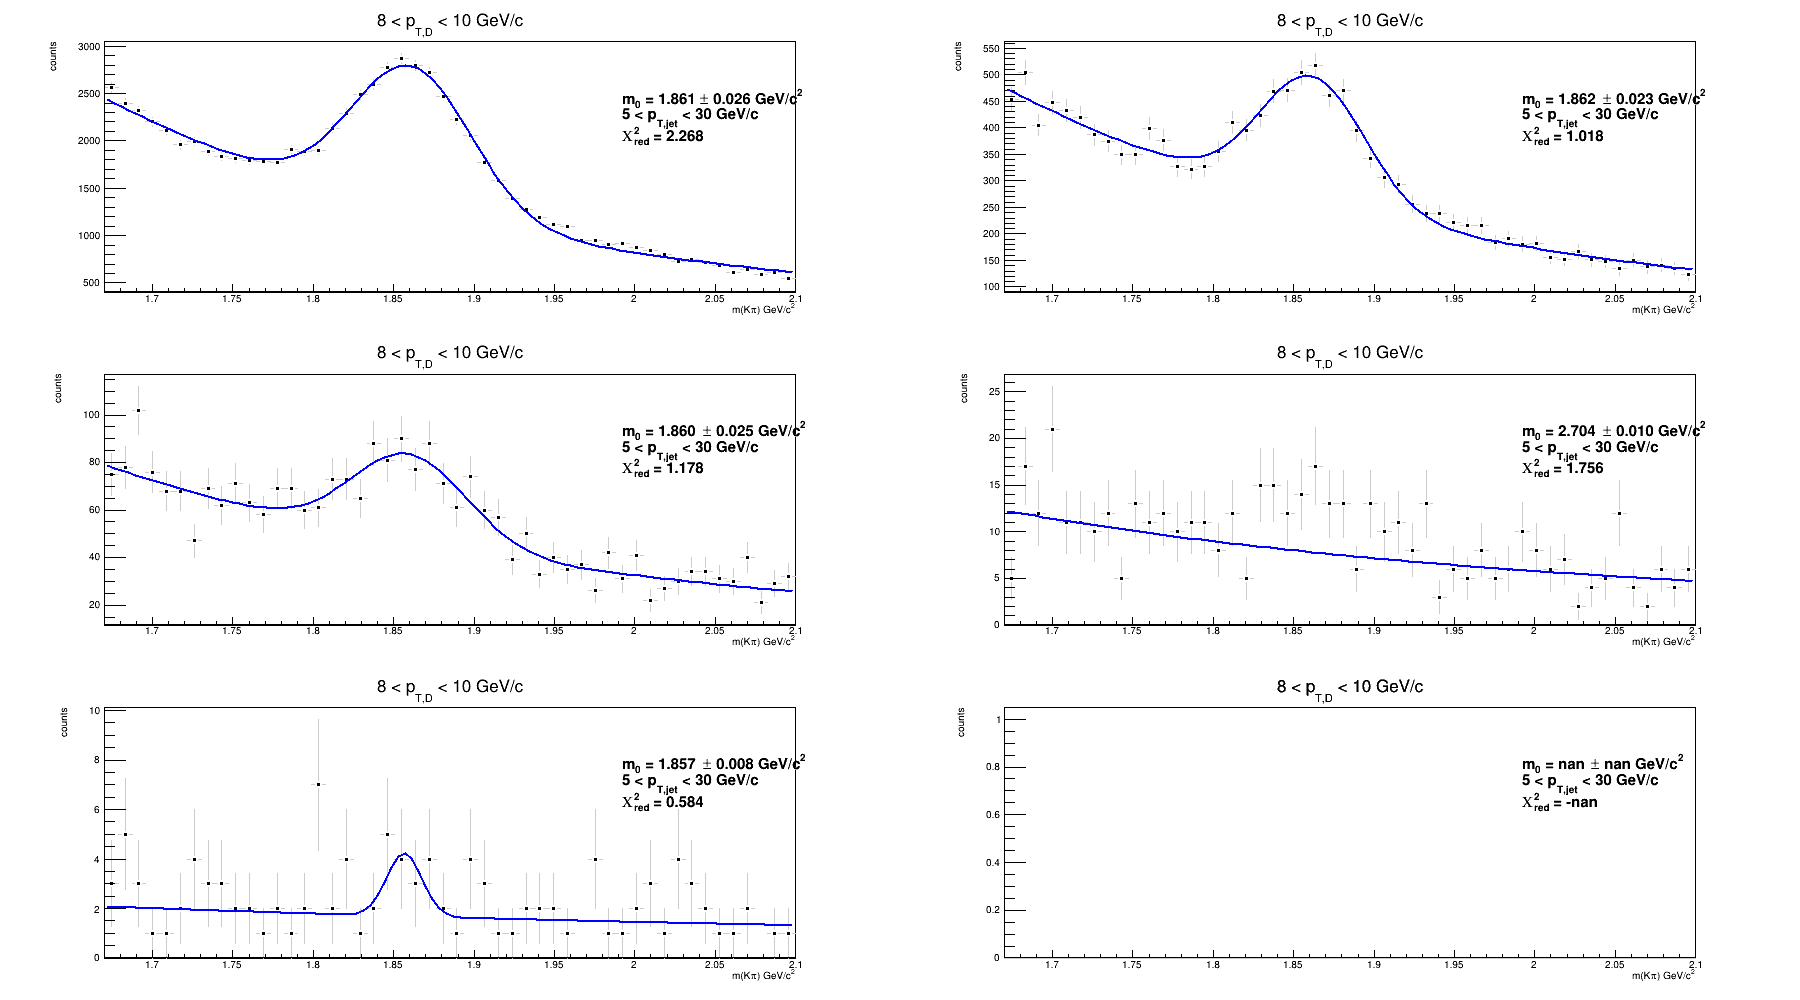 8 < p_T,D < 10 GeV/c
counts
3000
2500
2000
1500
1000
500
m_0 = 1.861 ± 0.026 GeV/c^2
5 < p_T,jet < 30 GeV/c
Χ^2_red = 2.268
1.7 1.75 1.8 1.85 1.9 1.95 2 2.05 2.1
m(Kπ) GeV/c^2
8 < p_T,D < 10 GeV/c
counts
550
500
450
400
350
300
250
200
150
100
m_0 = 1.862 ± 0.023 GeV/c^2
5 < p_T,jet < 30 GeV/c
Χ^2_red = 1.018
1.7 1.75 1.8 1.85 1.9 1.95 2 2.05 2.1
m(Kπ) GeV/c^2
8 < p_T,D < 10 GeV/c
counts
100
80
60
40
20
m_0 = 1.860 ± 0.025 GeV/c^2
5 < p_T,jet < 30 GeV/c
Χ^2_red = 1.178
1.7 1.75 1.8 1.85 1.9 1.95 2 2.05 2.1
m(Kπ) GeV/c^2
8 < p_T,D < 10 GeV/c
counts
25
20
15
10
5
0
m_0 = 2.704 ± 0.010 GeV/c^2
5 < p_T,jet < 30 GeV/c
Χ^2_red = 1.756
1.7 1.75 1.8 1.85 1.9 1.95 2 2.05 2.1
m(Kπ) GeV/c^2
8 < p_T,D < 10 GeV/c
counts
10
8
6
4
2
0
m_0 = 1.857 ± 0.008 GeV/c^2
5 < p_T,jet < 30 GeV/c
Χ^2_red = 0.584
1.7 1.75 1.8 1.85 1.9 1.95 2 2.05 2.1
m(Kπ) GeV/c^2
8 < p_T,D < 10 GeV/c
counts
1
0.8
0.6
0.4
0.2
0
m_0 = nan ± nan GeV/c^2
5 < p_T,jet < 30 GeV/c
Χ^2_red = -nan
1.7 1.75 1.8 1.85 1.9 1.95 2 2.05 2.1
m(Kπ) GeV/c^2